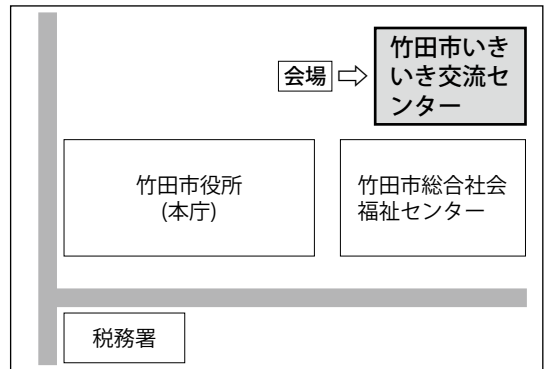 会場
竹田市いき
いき交流セ
ンター
竹田市役所
(本庁)
竹田市総合社会
福祉センター
税務署